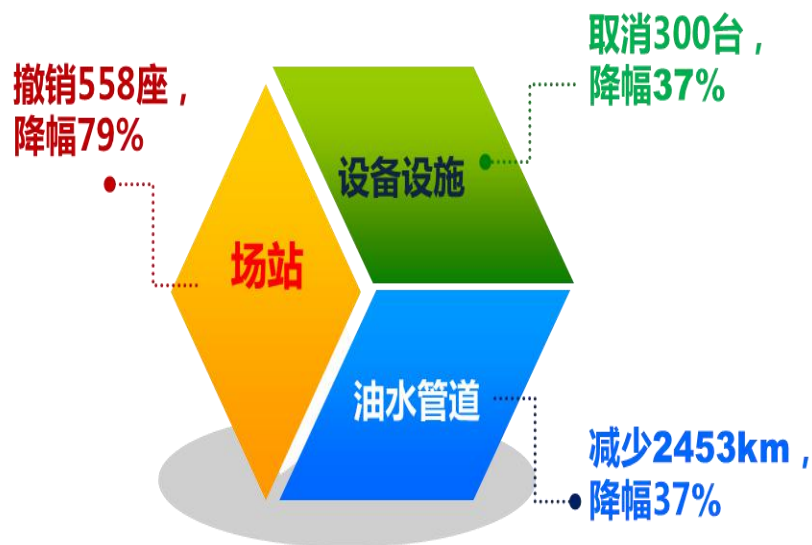 取消300台，
降幅37%
撤销558座，
降幅79%
设备设施
场站
油水管道
减少2453km，
降幅37%